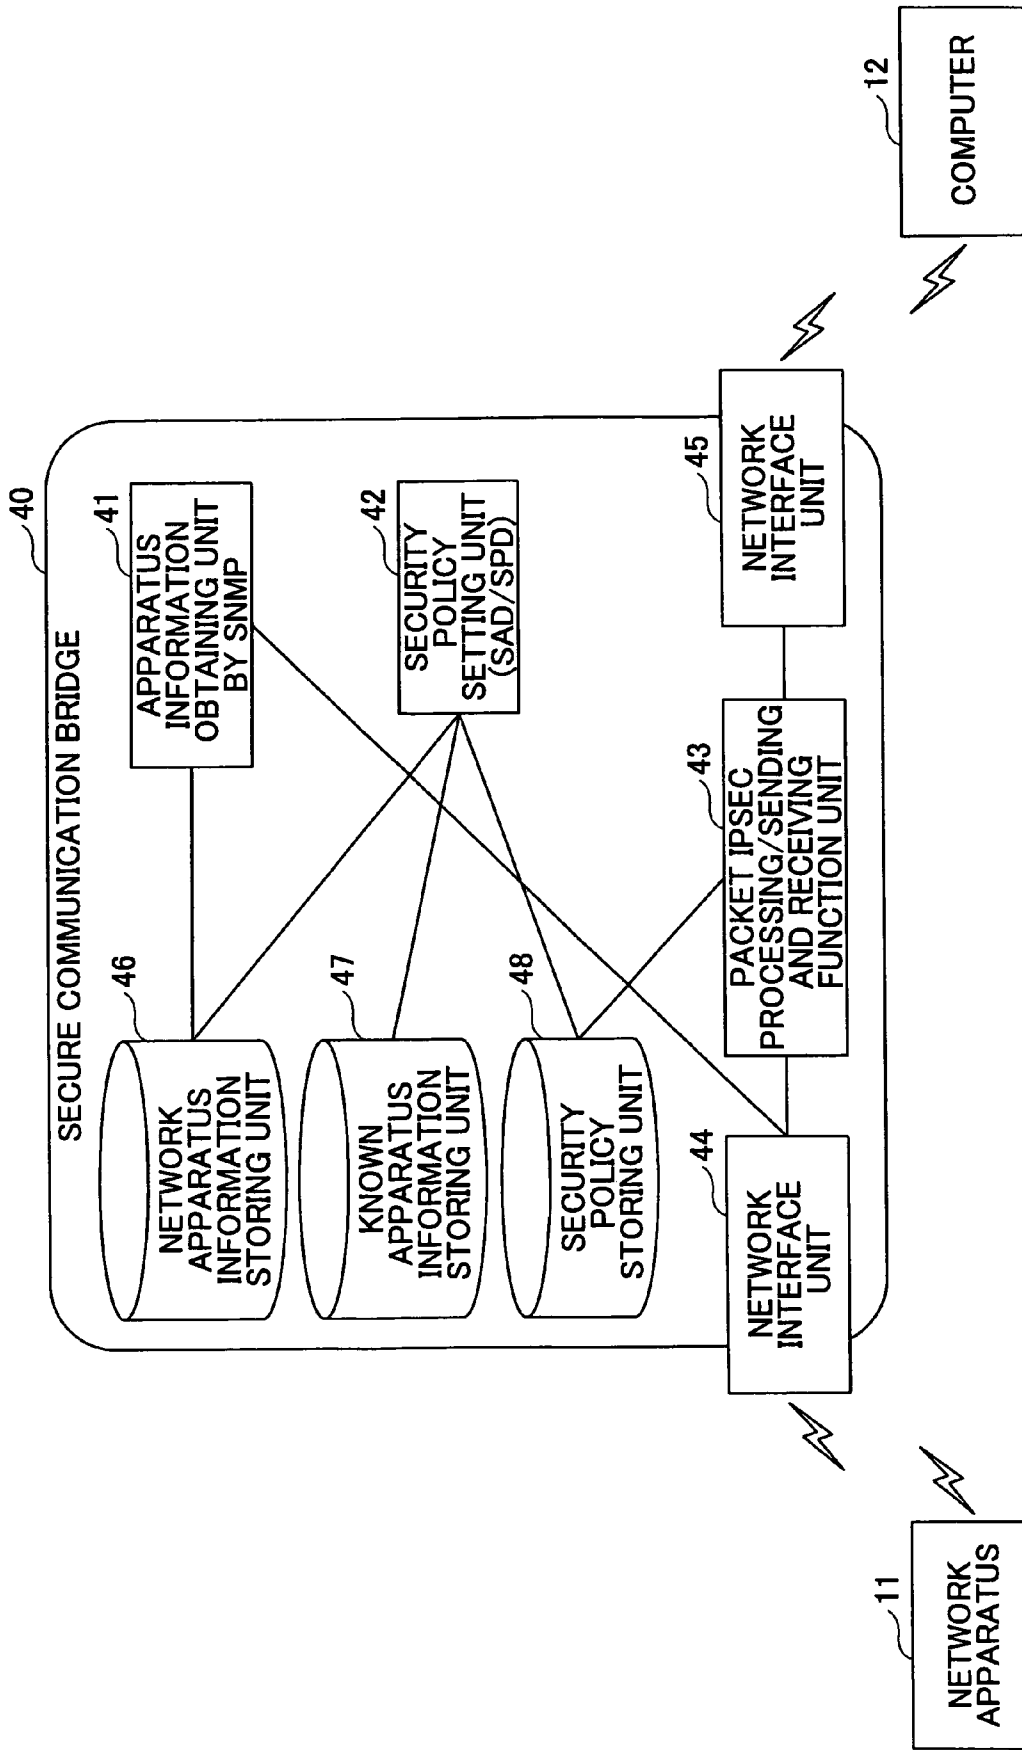 SECURE COMMUNICATION BRIDGE
40
46
NETWORK
APPARATUS
INFORMATION
STORING UNIT
41
APPARATUS
INFORMATION
OBTAINING UNIT
BY SNMP
47
KNOWN
APPARATUS
INFORMATION
STORING UNIT
42
SECURITY
POLICY
SETTING UNIT
(SAD/SPD)
48
SECURITY
POLICY
STORING UNIT
44
NETWORK
INTERFACE
UNIT
43
PACKET IPSEC
PROCESSING/SENDING
AND RECEIVING
FUNCTION UNIT
45
NETWORK
INTERFACE
UNIT
11
NETWORK
APPARATUS
12
COMPUTER